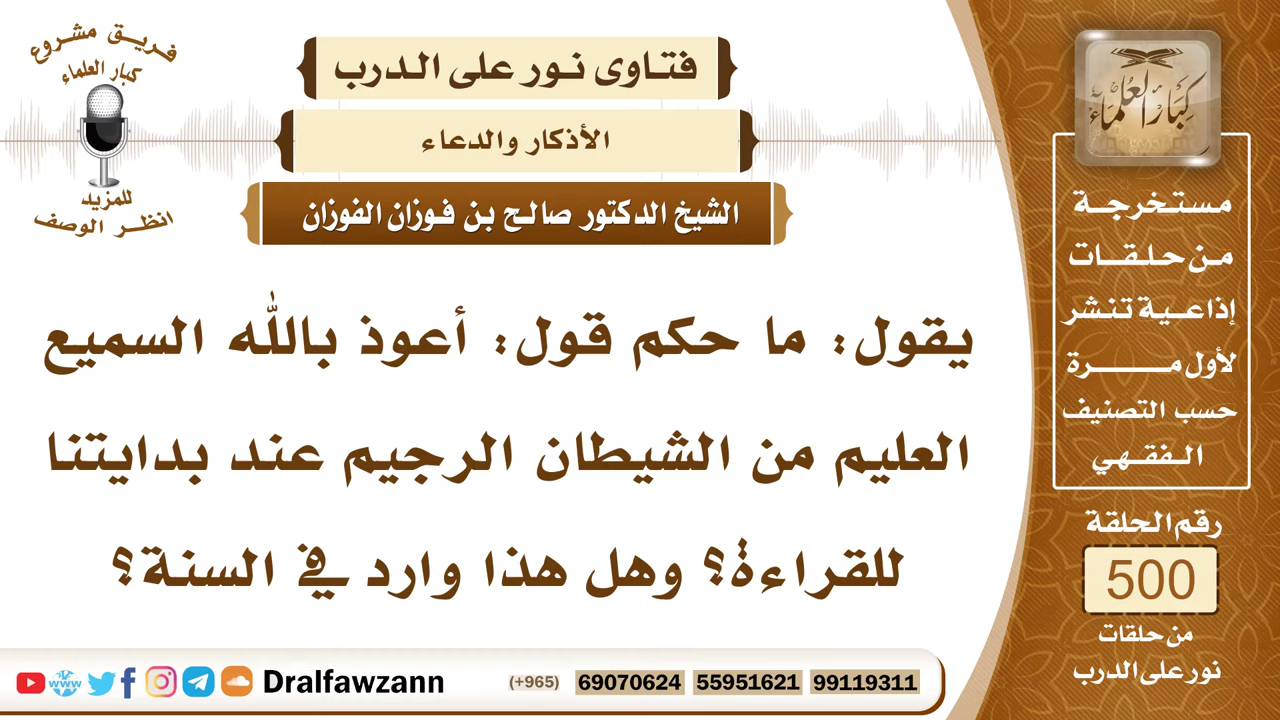 فريق مشروع
كبار العلماء
للمزيد
انظر الوصف
فتاوى نور على الدرب
الأذكار والدعاء
الشيخ الدكتور صالح بن فوزان الفوزان
يقول: ما حكم قول: أعوذ بالله السميع
العليم من الشيطان الرجيم عند بدايتنا
للقراءة؟ وهل هذا وارد في السنة؟
كبار العلماء
مستخرجة
من حلقات
إذاعية تنشر
لأول مرة
حسب التصنيف
الفقهي
رقم الحلقة
500
من حلقات
نور على الدرب
www Dralfawzann (+965) 69070624 55951621 99119311